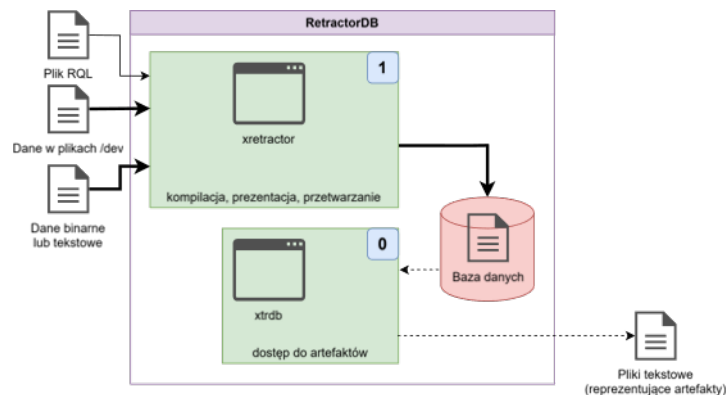 RetractorDB
Plik RQL
1
xretractor
Dane w plikach /dev
kompilacja, prezentacja, przetwarzanie
Dane binarne
lub tekstowe
0
Baza danych
xtrdb
dostęp do artefaktów
Pliki tekstowe
(reprezentujące artefakty)